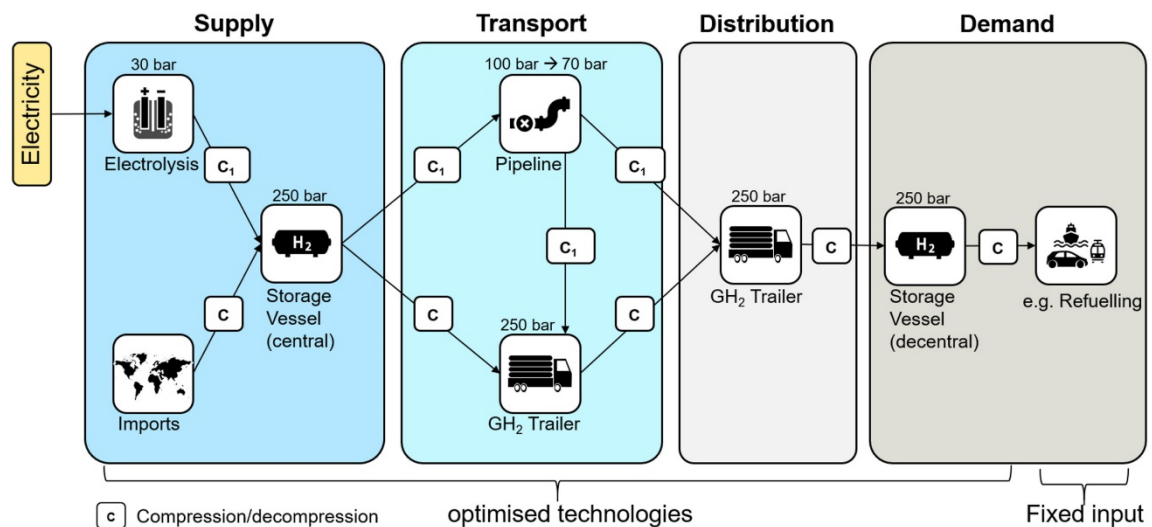 Supply
Transport
Distribution
Demand
Electricity
30 bar
+ −
Electrolysis
C₁
250 bar
H₂
Storage
Vessel
(central)
C
Imports
100 bar → 70 bar
C₁
Pipeline
C₁
C₁
C
250 bar
GH₂ Trailer
C
250 bar
GH₂ Trailer
C
250 bar
H₂
Storage
Vessel
(decentral)
C
e.g. Refuelling
C Compression/decompression
optimised technologies
Fixed input